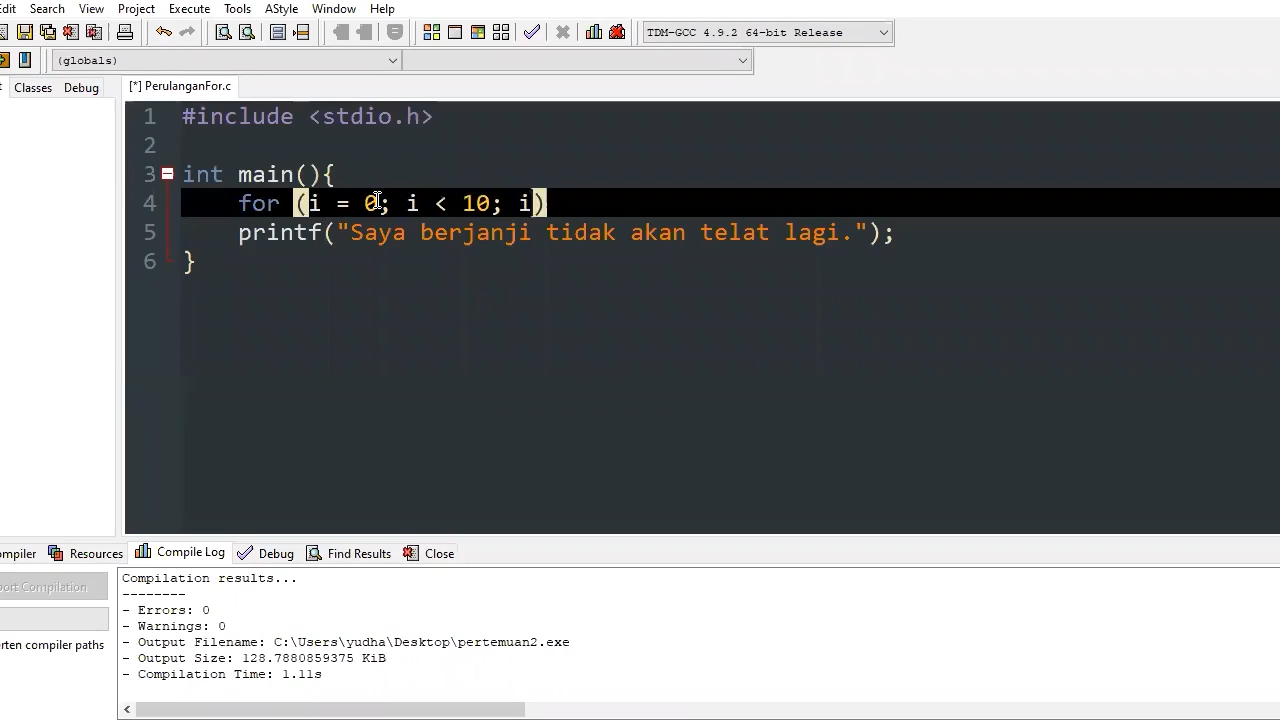 Edit Search View Project Execute Tools AStyle Window Help
TDM-GCC 4.9.2 64-bit Release
(globals)
Classes Debug [*] PerulanganFor.c
1 #include <stdio.h>
2
3 int main(){
4 for (i = 0; i < 10; i)
5 printf("Saya berjanji tidak akan telat lagi.");
6 }
ompiler Resources Compile Log Debug Find Results Close
Compilation results...
--------
- Errors: 0
- Warnings: 0
- Output Filename: C:\Users\yudha\Desktop\pertemuan2.exe
- Output Size: 128.7880859375 KiB
- Compilation Time: 1.11s
ort Compilation
rten compiler paths